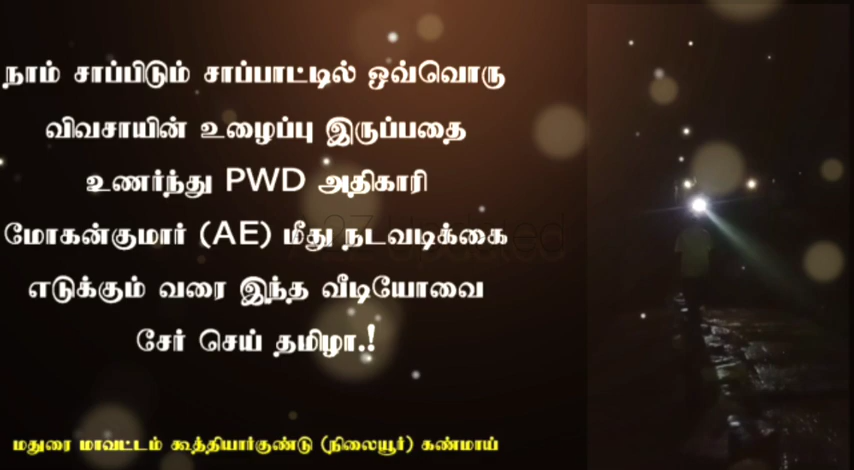 நாம் சாப்பிடும் சாப்பாட்டில் ஒவ்வொரு
விவசாயின் உழைப்பு இருப்பதை
உணர்ந்து PWD அதிகாரி
மோகன்குமார் (AE) மீது நடவடிக்கை
எடுக்கும் வரை இந்த வீடியோவை
சேர் செய் தமிழா.!
மதுரை மாவட்டம் கூத்தியார்குண்டு (நிலையூர்) கண்மாய்